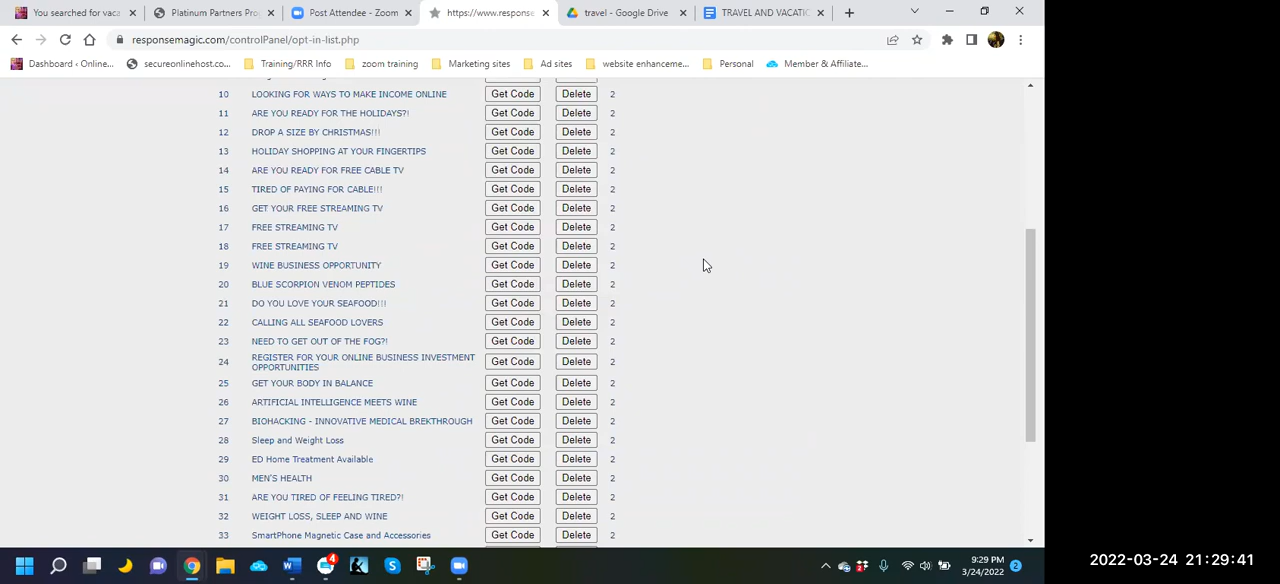 You searched for vaca
Platinum Partners Pro
Post Attendee - Zoom
https://www.response
travel - Google Drive
TRAVEL AND VACATIO
responsemagic.com/controlPanel/opt-in-list.php
Dashboard ‹ Online...
secureonlinehost.co...
Training/RRR Info
zoom training
Marketing sites
Ad sites
website enhanceme...
Personal
Member & Affiliate...
10 LOOKING FOR WAYS TO MAKE INCOME ONLINE Get Code Delete 2
11 ARE YOU READY FOR THE HOLIDAYS?! Get Code Delete 2
12 DROP A SIZE BY CHRISTMAS!!! Get Code Delete 2
13 HOLIDAY SHOPPING AT YOUR FINGERTIPS Get Code Delete 2
14 ARE YOU READY FOR FREE CABLE TV Get Code Delete 2
15 TIRED OF PAYING FOR CABLE!!! Get Code Delete 2
16 GET YOUR FREE STREAMING TV Get Code Delete 2
17 FREE STREAMING TV Get Code Delete 2
18 FREE STREAMING TV Get Code Delete 2
19 WINE BUSINESS OPPORTUNITY Get Code Delete 2
20 BLUE SCORPION VENOM PEPTIDES Get Code Delete 2
21 DO YOU LOVE YOUR SEAFOOD!!! Get Code Delete 2
22 CALLING ALL SEAFOOD LOVERS Get Code Delete 2
23 NEED TO GET OUT OF THE FOG?! Get Code Delete 2
24 REGISTER FOR YOUR ONLINE BUSINESS INVESTMENT
OPPORTUNITIES Get Code Delete 2
25 GET YOUR BODY IN BALANCE Get Code Delete 2
26 ARTIFICIAL INTELLIGENCE MEETS WINE Get Code Delete 2
27 BIOHACKING - INNOVATIVE MEDICAL BREKTHROUGH Get Code Delete 2
28 Sleep and Weight Loss Get Code Delete 2
29 ED Home Treatment Available Get Code Delete 2
30 MEN'S HEALTH Get Code Delete 2
31 ARE YOU TIRED OF FEELING TIRED?! Get Code Delete 2
32 WEIGHT LOSS, SLEEP AND WINE Get Code Delete 2
33 SmartPhone Magnetic Case and Accessories Get Code Delete 2
4
9:29 PM
3/24/2022
2
2022-03-24 21:29:41